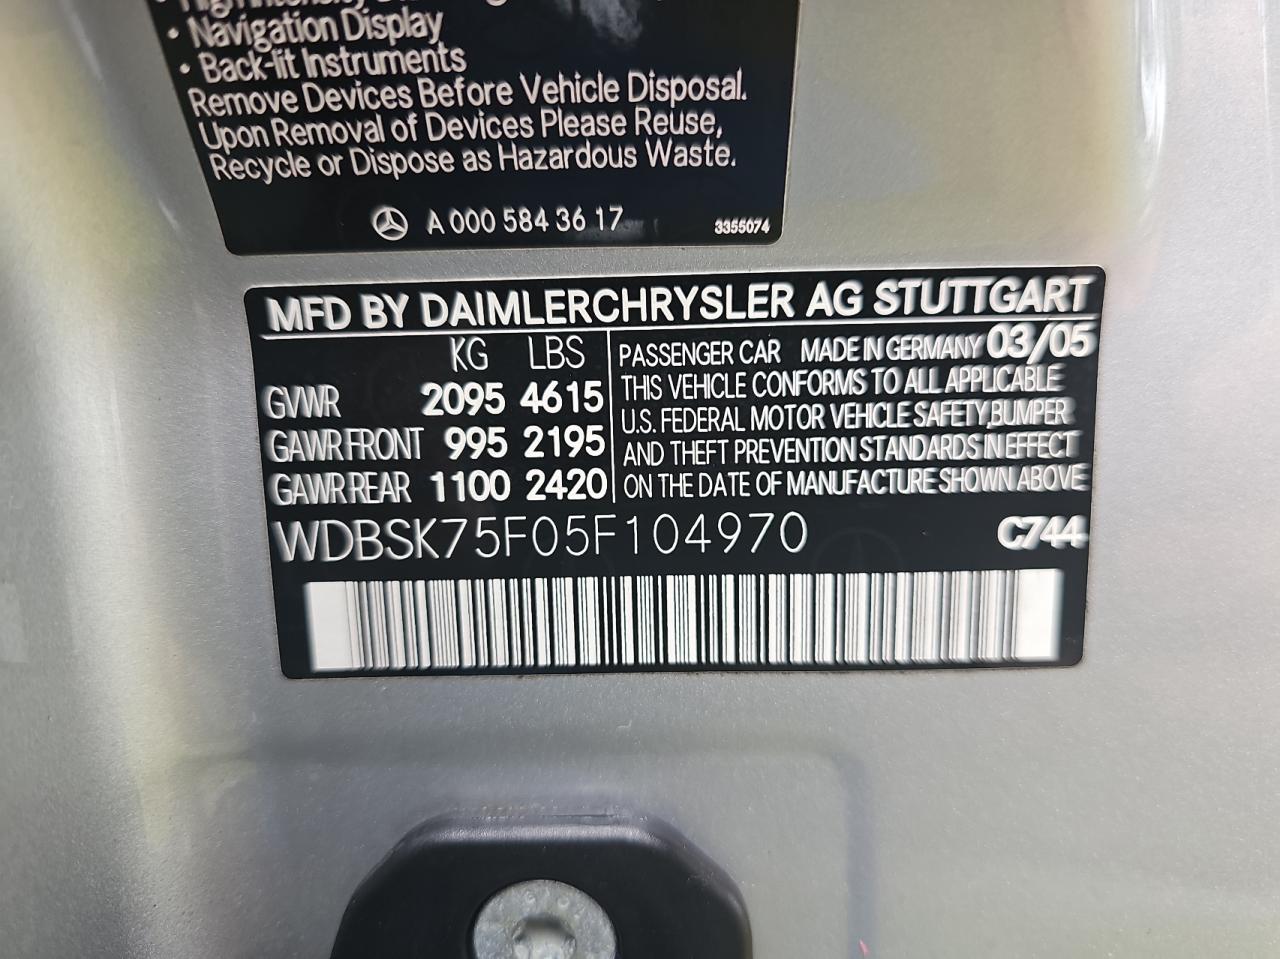 • Navigation Display
• Back-lit Instruments
Remove Devices Before Vehicle Disposal.
Upon Removal of Devices Please Reuse,
Recycle or Dispose as Hazardous Waste.
A 000 584 36 17 3355074
MFD BY DAIMLERCHRYSLER AG STUTTGART
KG LBS
GVWR 2095 4615
GAWR FRONT 995 2195
GAWR REAR 1100 2420
PASSENGER CAR MADE IN GERMANY 03/05
THIS VEHICLE CONFORMS TO ALL APPLICABLE
U.S. FEDERAL MOTOR VEHICLE SAFETY,BUMPER
AND THEFT PREVENTION STANDARDS IN EFFECT
ON THE DATE OF MANUFACTURE SHOWN ABOVE
WDBSK75F05F104970 C744